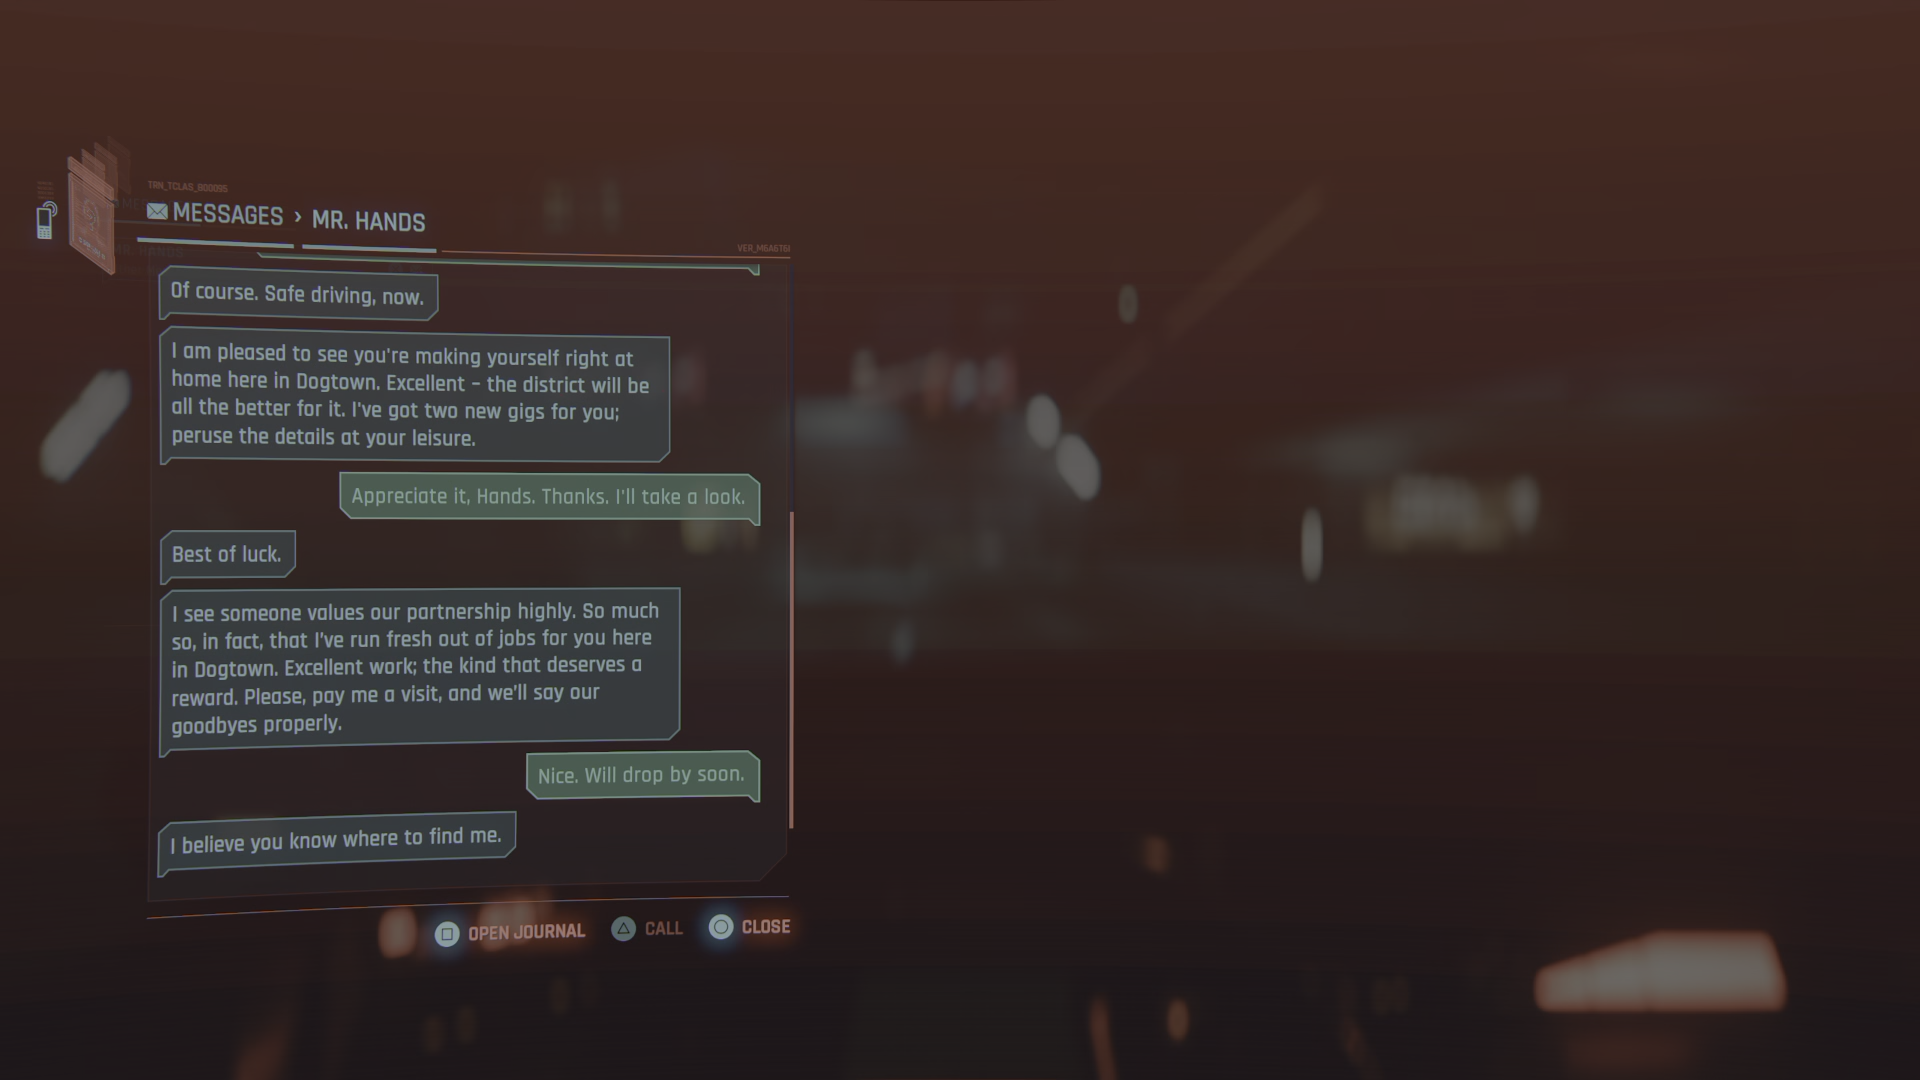 TRN_TCLAS_800095
MESSAGES › MR. HANDS
Of course. Safe driving, now.
I am pleased to see you're making yourself right at
home here in Dogtown. Excellent – the district will be
all the better for it. I've got two new gigs for you;
peruse the details at your leisure.
Appreciate it, Hands. Thanks. I'll take a look.
Best of luck.
I see someone values our partnership highly. So much
so, in fact, that I've run fresh out of jobs for you here
in Dogtown. Excellent work; the kind that deserves a
reward. Please, pay me a visit, and we'll say our
goodbyes properly.
Nice. Will drop by soon.
I believe you know where to find me.
OPEN JOURNAL
CALL
CLOSE